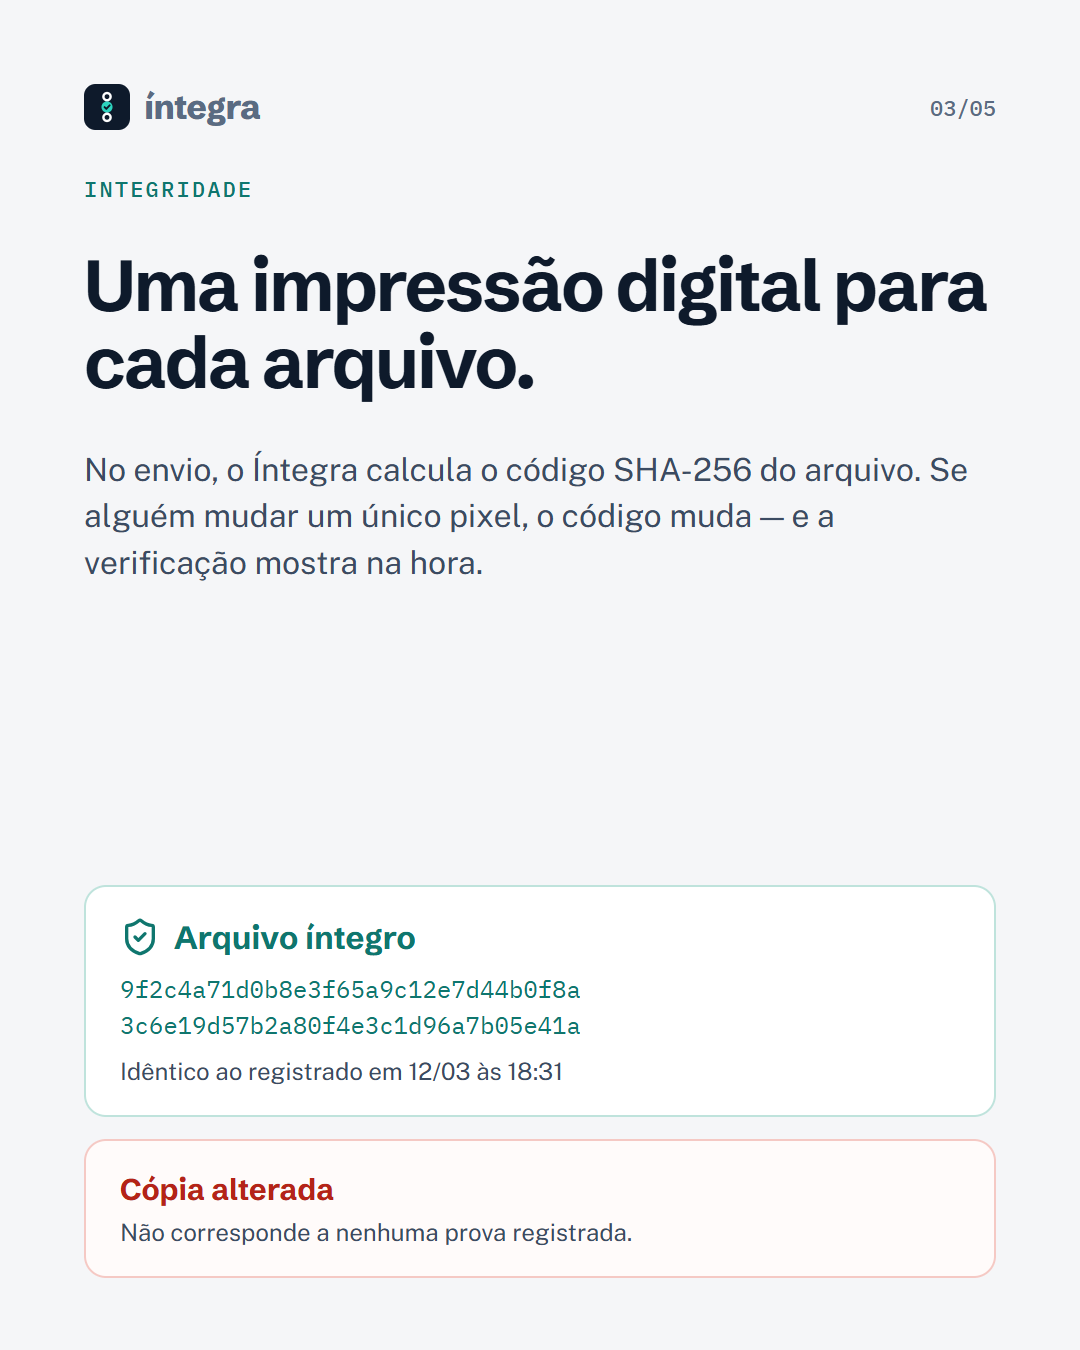 íntegra
03/05
INTEGRIDADE
Uma impressão digital para
cada arquivo.
No envio, o Íntegra calcula o código SHA-256 do arquivo. Se
alguém mudar um único pixel, o código muda — e a
verificação mostra na hora.
Arquivo íntegro
9f2c4a71d0b8e3f65a9c12e7d44b0f8a
3c6e19d57b2a80f4e3c1d96a7b05e41a
Idêntico ao registrado em 12/03 às 18:31
Cópia alterada
Não corresponde a nenhuma prova registrada.